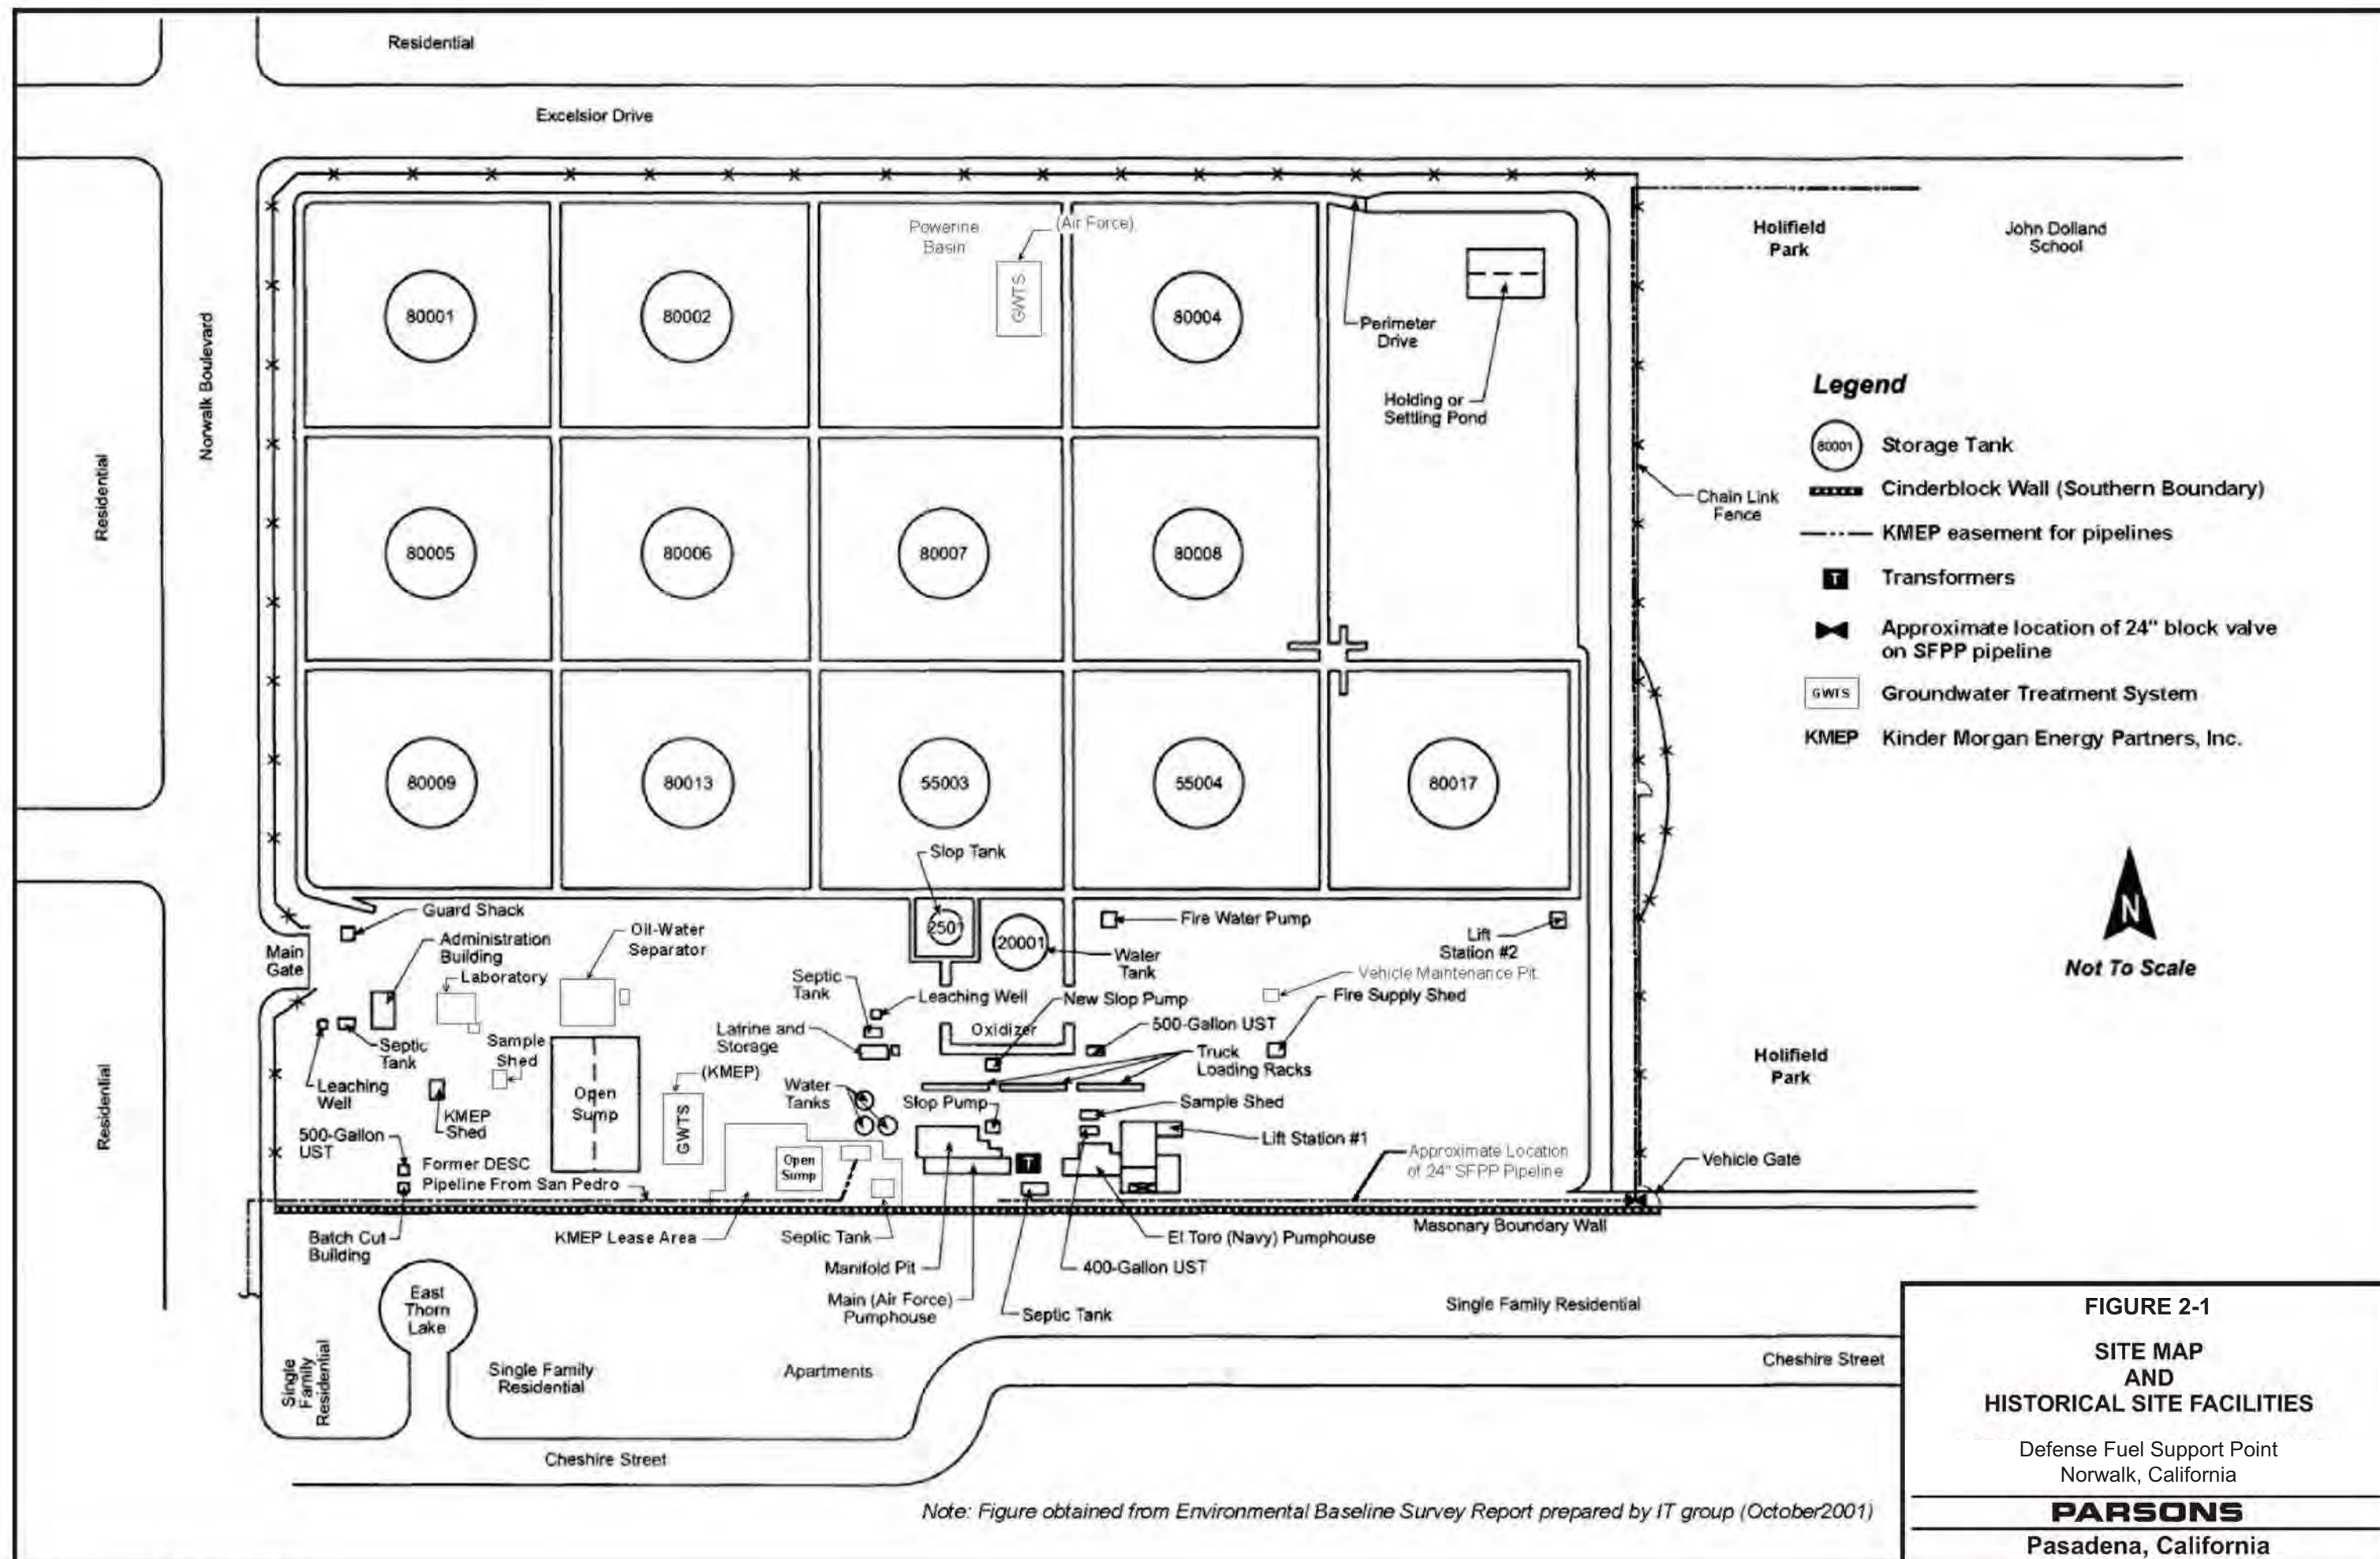 Residential
Excelsior Drive
Norwalk Boulevard
Residential
Residential
Powerine
Basin
(Air Force)
GWTS
80001
80002
80004
Perimeter
Drive
Holding or
Settling Pond
Holifield
Park
John Dolland
School
80005
80006
80007
80008
Chain Link
Fence
80009
80013
55003
55004
80017
Legend
80001
Storage Tank
Cinderblock Wall (Southern Boundary)
KMEP easement for pipelines
T
Transformers
Approximate location of 24" block valve
on SFPP pipeline
GWTS
Groundwater Treatment System
KMEP
Kinder Morgan Energy Partners, Inc.
N
Not To Scale
Slop Tank
2501
20001
Water
Tank
Fire Water Pump
Lift
Station #2
Vehicle Maintenance Pit
Fire Supply Shed
Guard Shack
Main
Gate
Administration
Building
Laboratory
Oil-Water
Separator
Septic
Tank
Leaching Well
New Slop Pump
Oxidizer
500-Gallon UST
Latrine and
Storage
Truck
Loading Racks
Septic
Tank
Sample
Shed
Leaching
Well
KMEP
Shed
Open
Sump
(KMEP)
GWTS
Water
Tanks
Slop Pump
Sample Shed
Lift Station #1
500-Gallon
UST
Former DESC
Pipeline From San Pedro
Open
Sump
T
Approximate Location
of 24" SFPP Pipeline
Vehicle Gate
Holifield
Park
Masonary Boundary Wall
Batch Cut
Building
KMEP Lease Area
Septic Tank
El Toro (Navy) Pumphouse
Manifold Pit
400-Gallon UST
Main (Air Force)
Pumphouse
Septic Tank
East
Thorn
Lake
Single
Family
Residential
Single Family
Residential
Apartments
Single Family Residential
Cheshire Street
Cheshire Street
Note: Figure obtained from Environmental Baseline Survey Report prepared by IT group (October2001)
FIGURE 2-1
SITE MAP
AND
HISTORICAL SITE FACILITIES
Defense Fuel Support Point
Norwalk, California
PARSONS
Pasadena, California